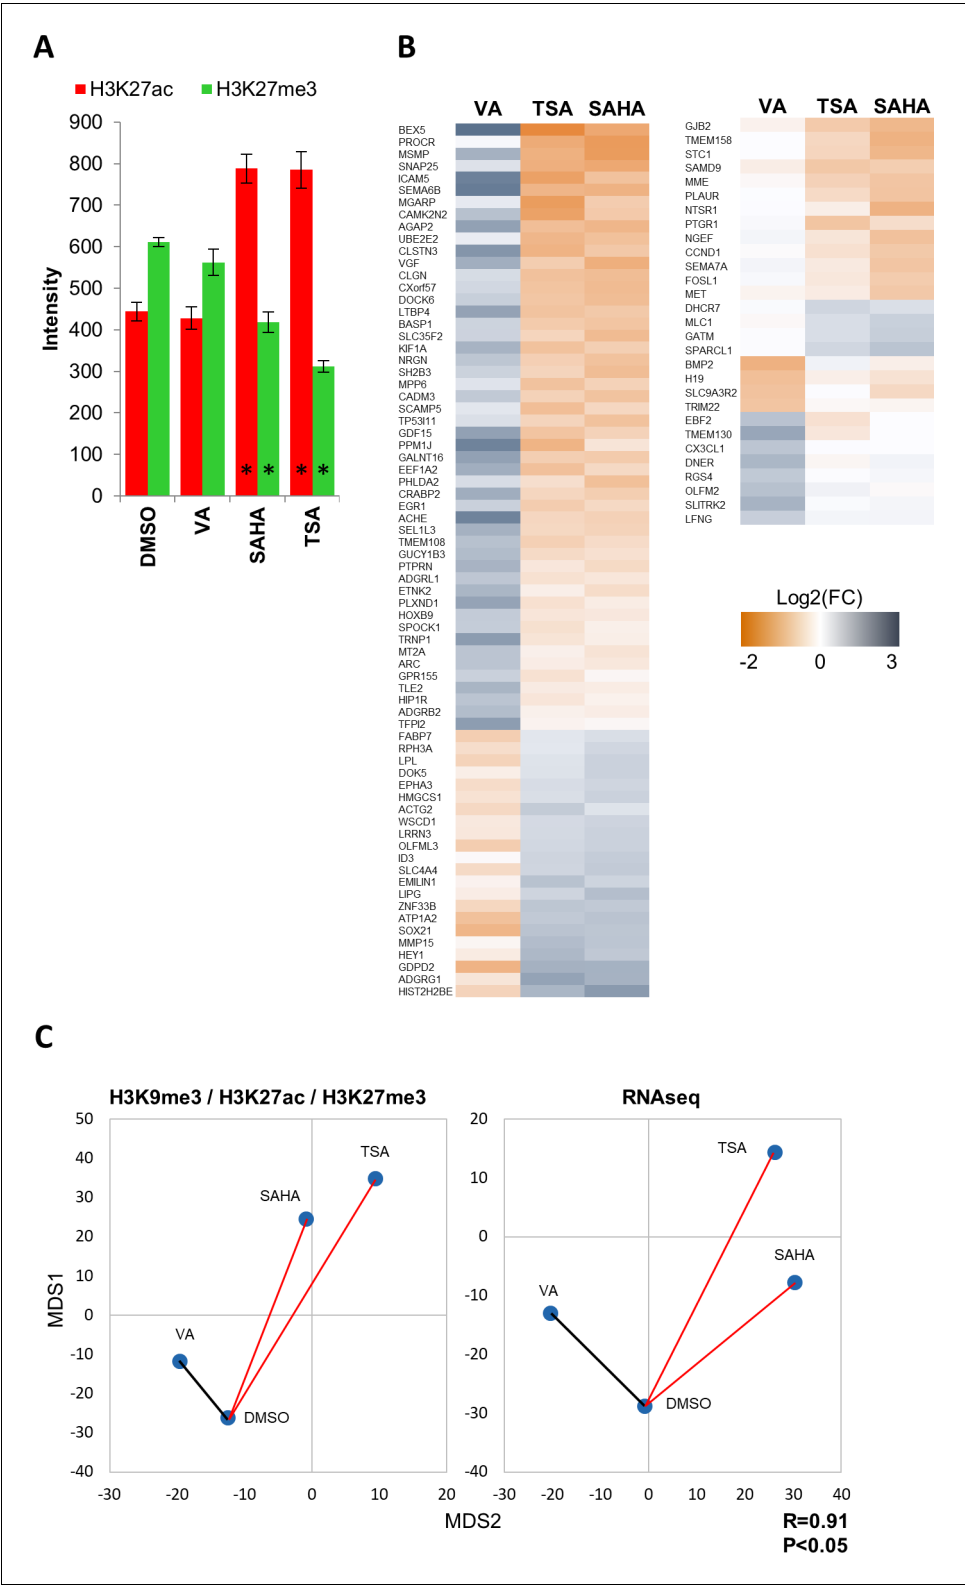 A
H3K27ac
H3K27me3
Intensity
900
800
700
600
500
400
300
200
100
0
* * * *
DMSO
VA
SAHA
TSA
B
VA TSA SAHA
BEX5
PROCR
MSMP
SNAP25
ICAM5
SEMA6B
MGARP
CAMK2N2
AGAP2
UBE2E2
CLSTN3
VGF
CLGN
CXorf57
DOCK6
LTBP4
BASP1
SLC35F2
KIF1A
NRGN
SH2B3
MPP6
CADM3
SCAMP5
TP53I11
GDF15
PPM1J
GALNT16
EEF1A2
PHLDA2
CRABP2
EGR1
ACHE
SEL1L3
TMEM108
GUCY1B3
PTPRN
ADGRL1
ETNK2
PLXND1
HOXB9
SPOCK1
TRNP1
MT2A
ARC
GPR155
TLE2
HIP1R
ADGRB2
TFPI2
FABP7
RPH3A
LPL
DOK5
EPHA3
HMGCS1
ACTG2
WSCD1
LRRN3
OLFML3
ID3
SLC4A4
EMILIN1
LIPG
ZNF33B
ATP1A2
SOX21
MMP15
HEY1
GDPD2
ADGRG1
HIST2H2BE
VA TSA SAHA
GJB2
TMEM158
STC1
SAMD9
MME
PLAUR
NTSR1
PTGR1
NGEF
CCND1
SEMA7A
FOSL1
MET
DHCR7
MLC1
GATM
SPARCL1
BMP2
H19
SLC9A3R2
TRIM22
EBF2
TMEM130
CX3CL1
DNER
RGS4
OLFM2
SLITRK2
LFNG
Log2(FC)
-2 0 3
C
H3K9me3 / H3K27ac / H3K27me3
MDS1
50
40
30
20
10
0
-10
-20
-30
-40
TSA
SAHA
VA
DMSO
-30 -20 -10 0 10 20
RNAseq
20
10
0
-10
-20
-30
-40
TSA
SAHA
VA
DMSO
-30 -20 -10 0 10 20 30 40
MDS2
R=0.91
P<0.05